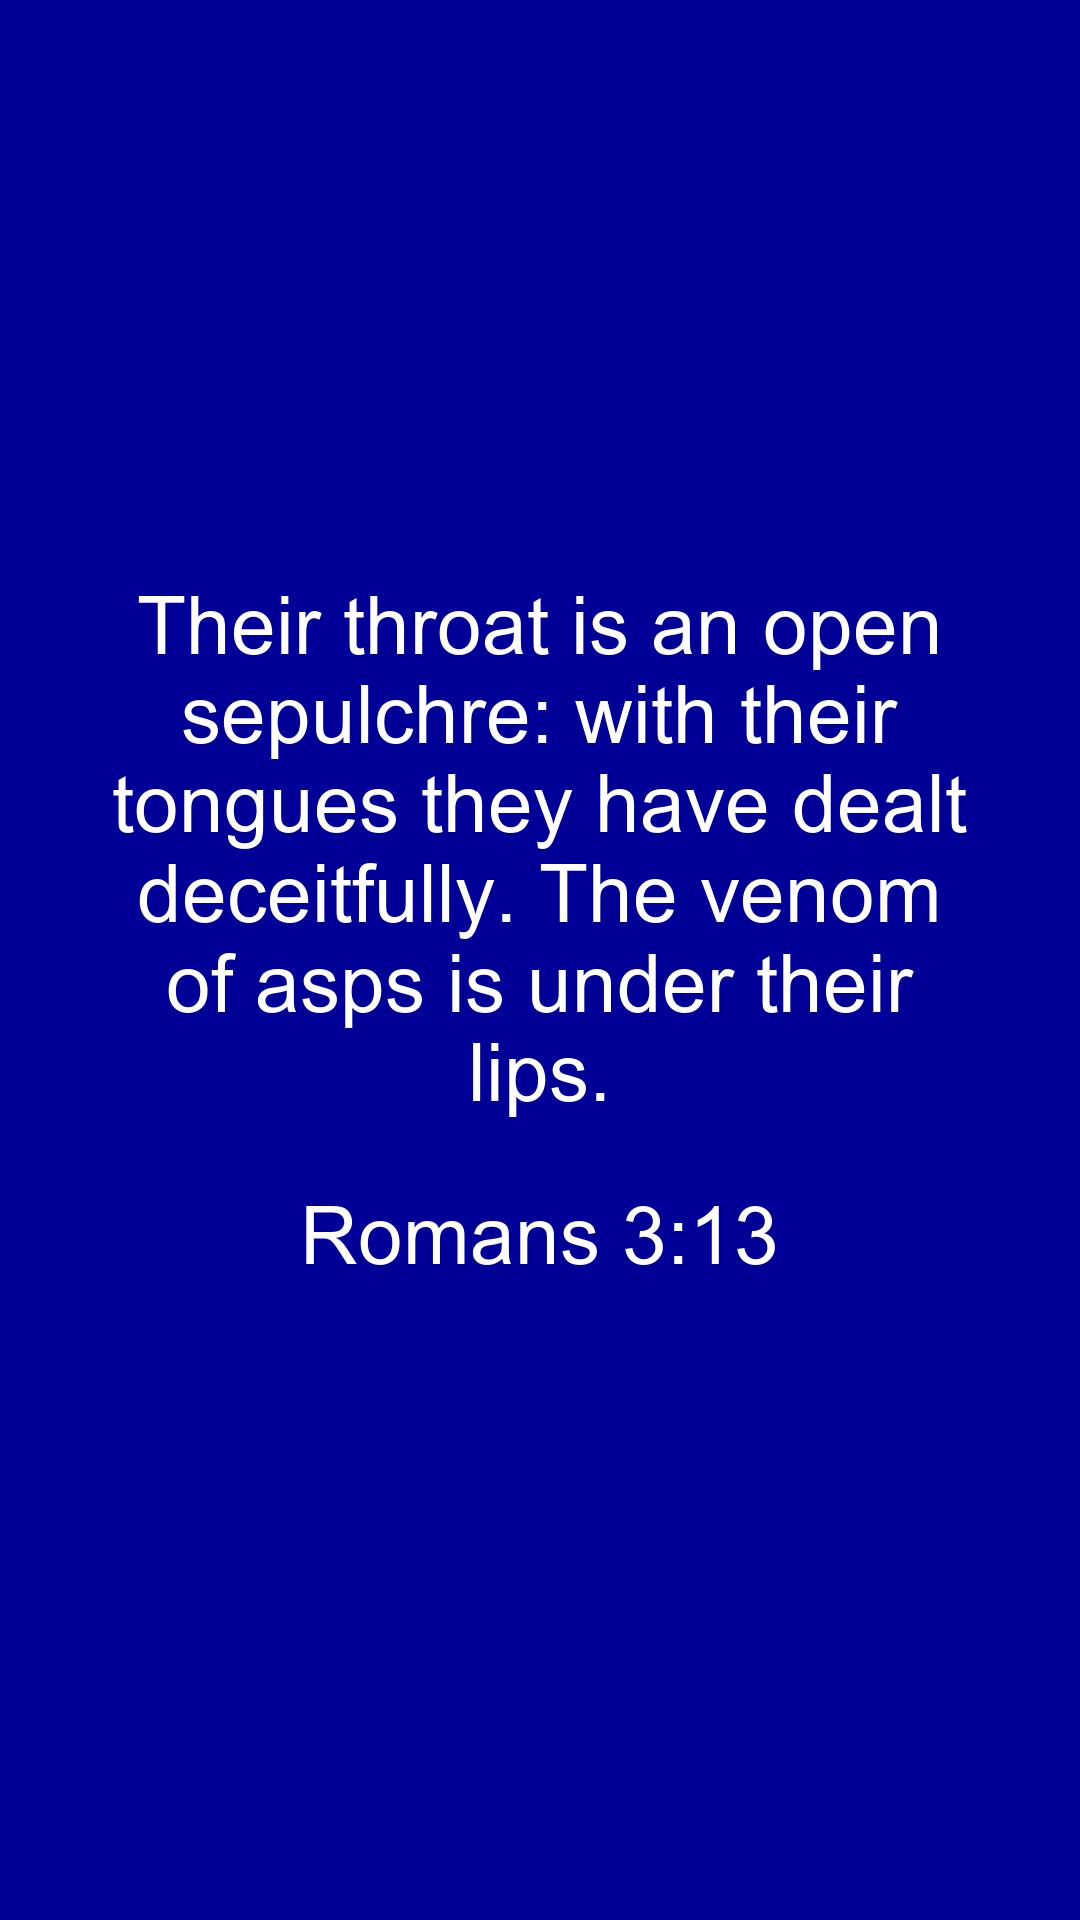 Their throat is an open
sepulchre: with their
tongues they have dealt
deceitfully. The venom
of asps is under their
lips.
Romans 3:13